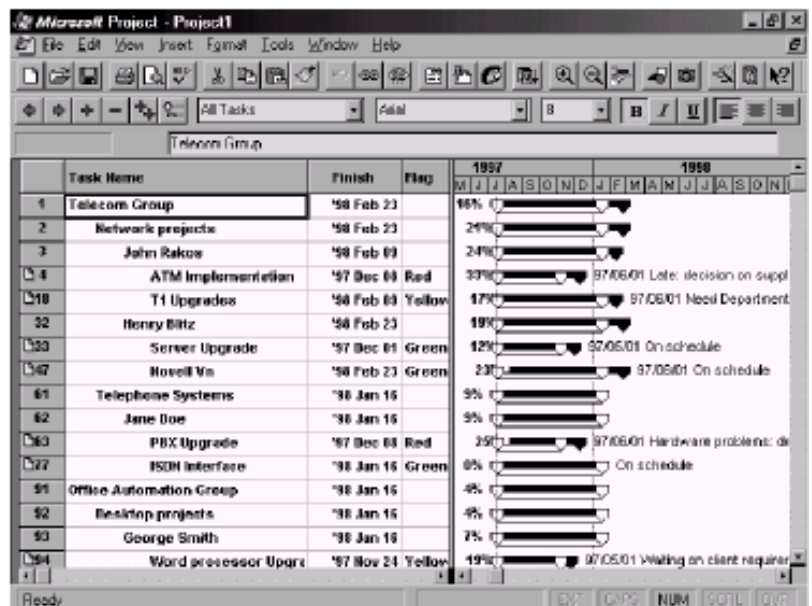 Microsoft Project - Project1
File Edit View Insert Format Tools Window Help
All Tasks Arial 8 B I U
Telecom Group
Task Name Finish Flag 1997 1998
M J J A S O N D J F M A M J J A S O N
1 Telecom Group '98 Feb 23 16%
2 Network projects '98 Feb 23 21%
3 John Rakos '98 Feb 09 24%
4 ATM Implementation '97 Dec 08 Red 33% 97/06/01 Late: decision on suppl
18 T1 Upgrades '98 Feb 09 Yellow 17% 97/06/01 Need Department
32 Henry Blitz '98 Feb 23 19%
33 Server Upgrade '97 Dec 01 Green 12% 97/06/01 On schedule
47 Novell Vn '98 Feb 23 Green 23% 97/06/01 On schedule
61 Telephone Systems '98 Jan 16 9%
62 Jane Doe '98 Jan 16 9%
63 PBX Upgrade '97 Dec 08 Red 25% 97/06/01 Hardware problems: de
77 ISDN Interface '98 Jan 16 Green 0% On schedule
91 Office Automation Group '98 Jan 16 4%
92 Desktop projects '98 Jan 16 4%
93 George Smith '98 Jan 16 7%
94 Word processor Upgra '97 Nov 24 Yellow 19% 97/05/01 Waiting on client requirer
Ready EXT CAPS NUM SCRL OVR